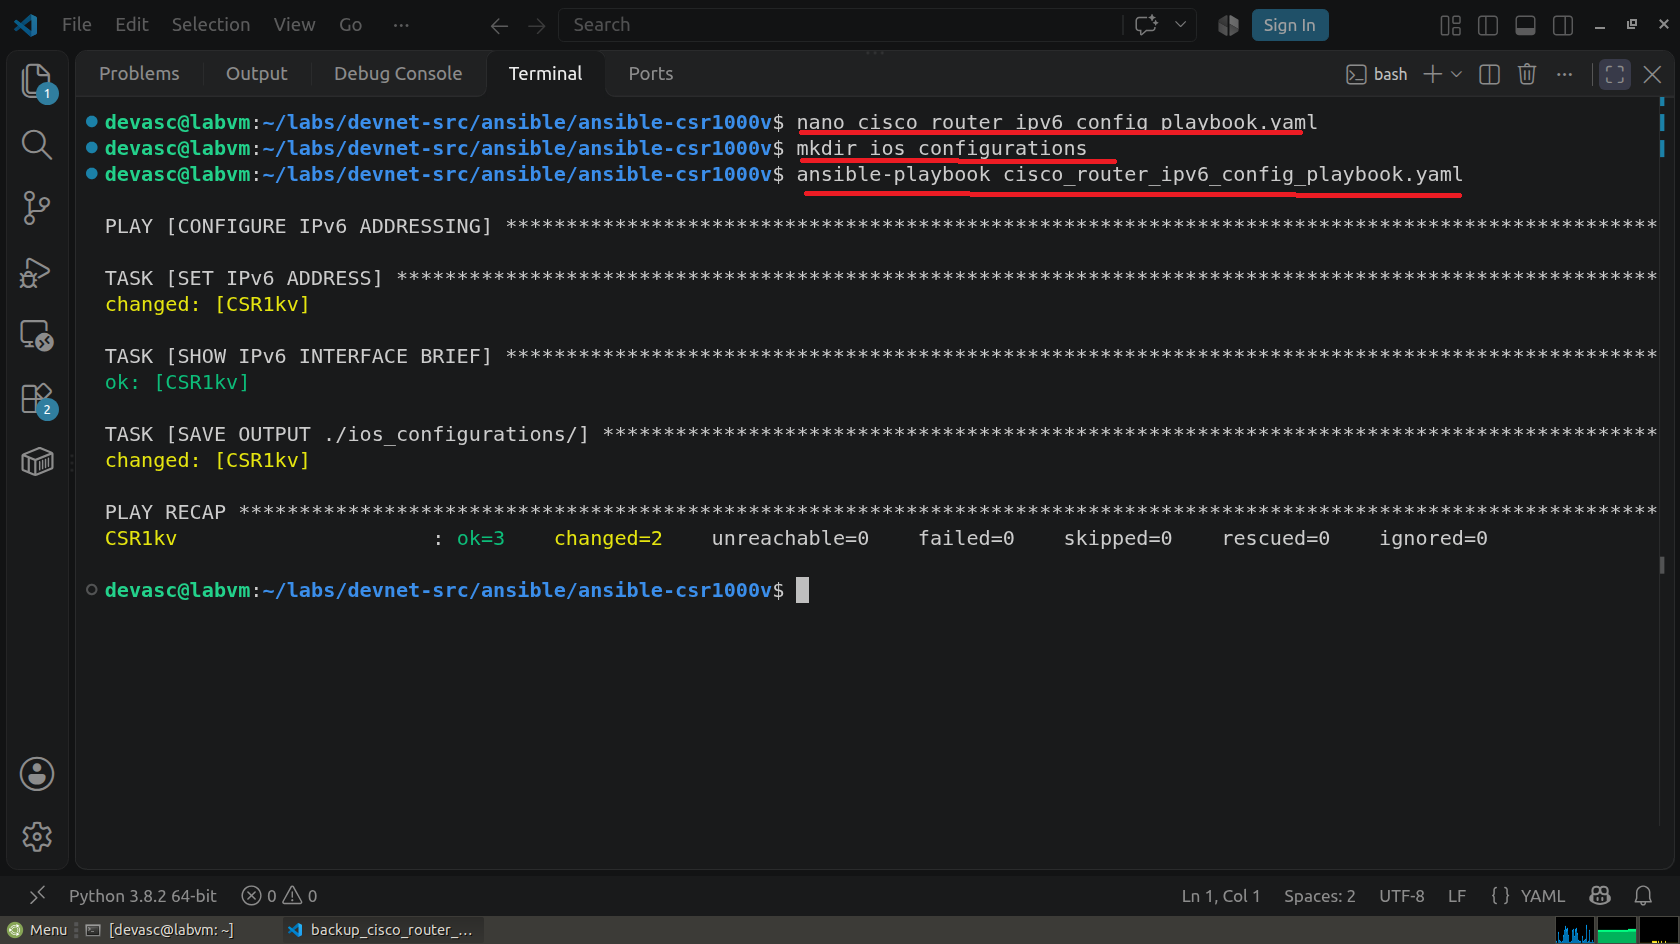 File Edit Selection View Go ··· Search Sign In
Problems Output Debug Console Terminal Ports bash ···
1
devasc@labvm:~/labs/devnet-src/ansible/ansible-csr1000v$ nano cisco_router_ipv6_config_playbook.yaml
devasc@labvm:~/labs/devnet-src/ansible/ansible-csr1000v$ mkdir ios_configurations
devasc@labvm:~/labs/devnet-src/ansible/ansible-csr1000v$ ansible-playbook cisco_router_ipv6_config_playbook.yaml
PLAY [CONFIGURE IPv6 ADDRESSING] ***********************************************************************************************
TASK [SET IPv6 ADDRESS] ********************************************************************************************************
changed: [CSR1kv]
TASK [SHOW IPv6 INTERFACE BRIEF] ***********************************************************************************************
ok: [CSR1kv]
2
TASK [SAVE OUTPUT ./ios_configurations/] ***************************************************************************************
changed: [CSR1kv]
PLAY RECAP *********************************************************************************************************************
CSR1kv : ok=3 changed=2 unreachable=0 failed=0 skipped=0 rescued=0 ignored=0
devasc@labvm:~/labs/devnet-src/ansible/ansible-csr1000v$
Python 3.8.2 64-bit 0 0 Ln 1, Col 1 Spaces: 2 UTF-8 LF {} YAML
Menu [devasc@labvm: ~] backup_cisco_router_...